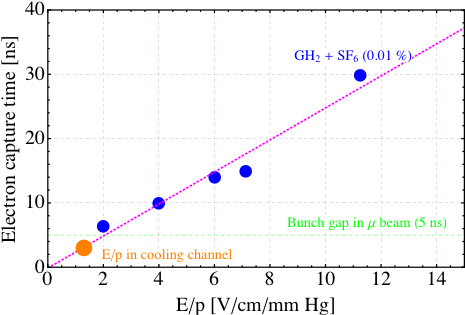 40
30
20
10
0
Electron capture time [ns]
GH₂ + SF₆ (0.01 %)
Bunch gap in μ beam (5 ns)
E/p in cooling channel
0 2 4 6 8 10 12 14
E/p [V/cm/mm Hg]